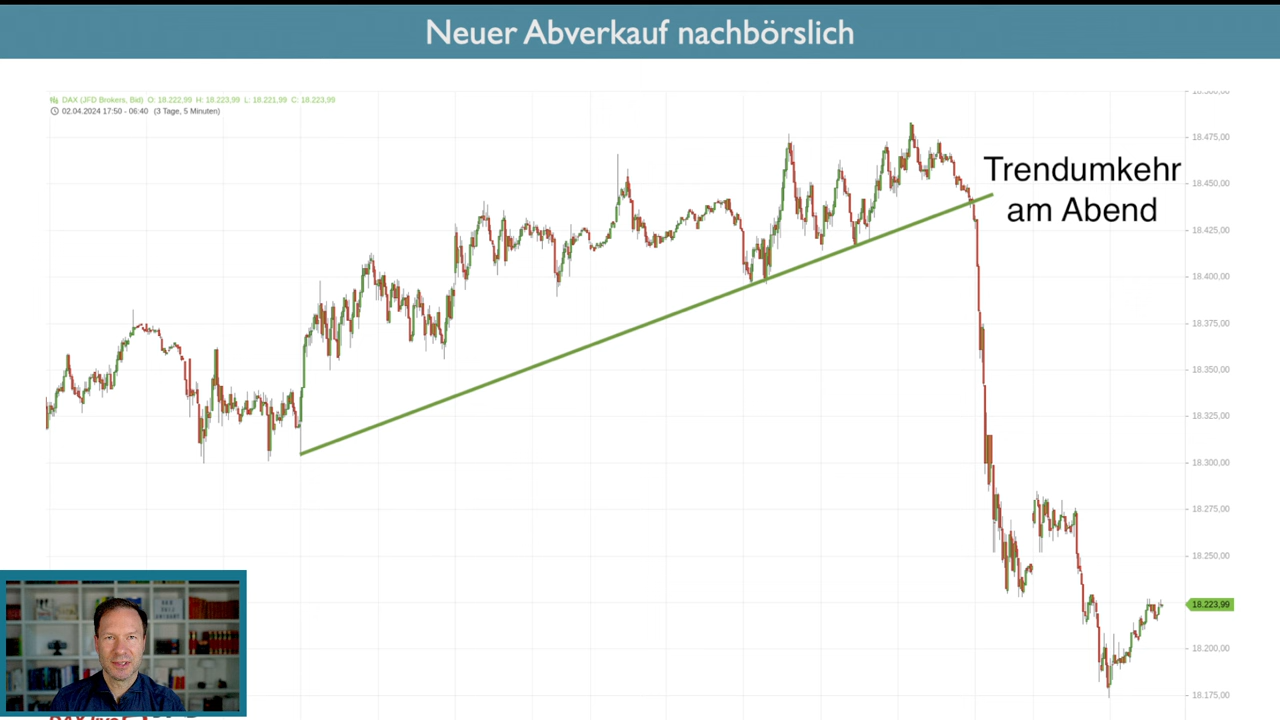 Neuer Abverkauf nachbörslich
DAX (JFD Brokers, Bid) O: 18.222,99 H: 18.223,99 L: 18.221,99 C: 18.223,99
02.04.2024 17:50 - 06:40 (3 Tage, 5 Minuten)
18.475,00
Trendumkehr
am Abend
18.450,00
18.425,00
18.400,00
18.375,00
18.350,00
18.325,00
18.300,00
18.275,00
18.250,00
18.223,99
18.200,00
18.175,00